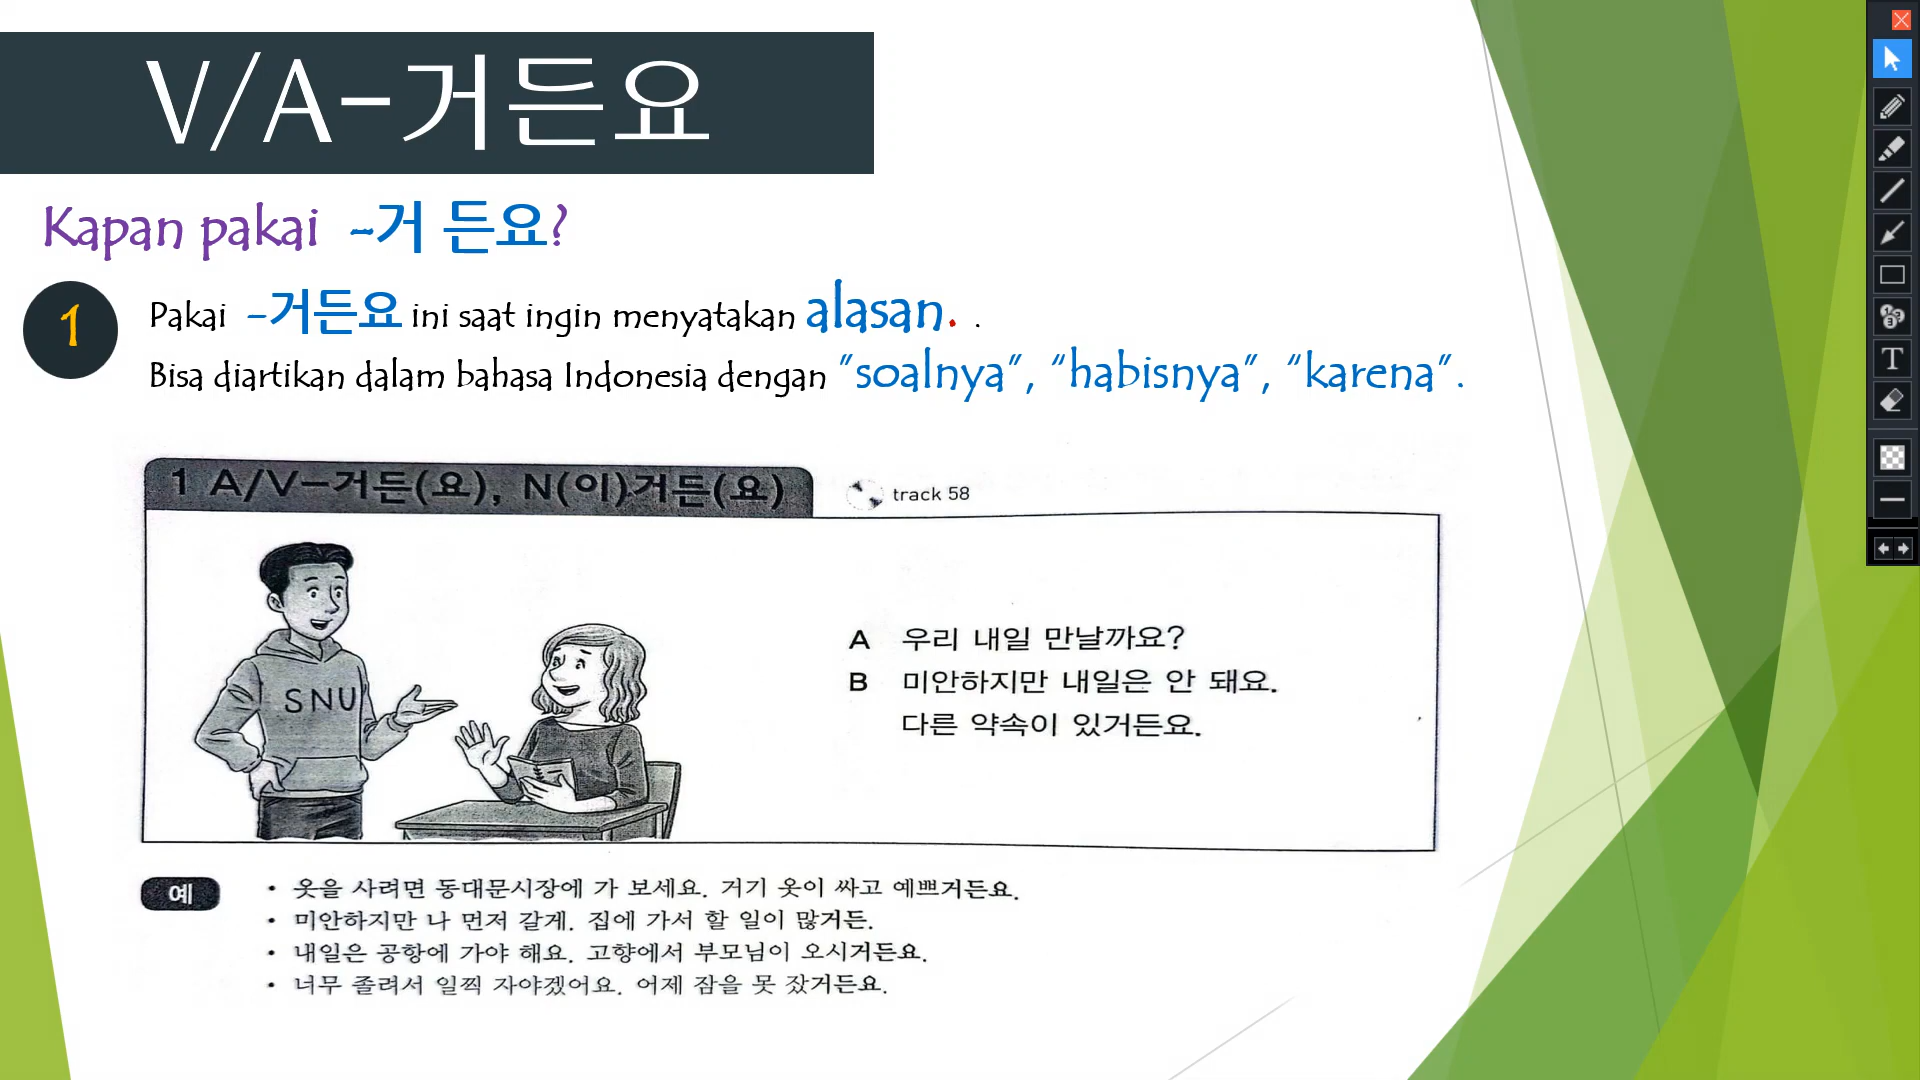 V/A-거든요
Kapan pakai -거 든요?
1
Pakai -거든요 ini saat ingin menyatakan alasan. .
Bisa diartikan dalam bahasa Indonesia dengan "soalnya", "habisnya", "karena".
1 A/V-거든(요), N(이)거든(요)
track 58
SNU
A 우리 내일 만날까요?
B 미안하지만 내일은 안 돼요.
다른 약속이 있거든요.
예
• 옷을 사려면 동대문시장에 가 보세요. 거기 옷이 싸고 예쁘거든요.
• 미안하지만 나 먼저 갈게. 집에 가서 할 일이 많거든.
• 내일은 공항에 가야 해요. 고향에서 부모님이 오시거든요.
• 너무 졸려서 일찍 자야겠어요. 어제 잠을 못 잤거든요.